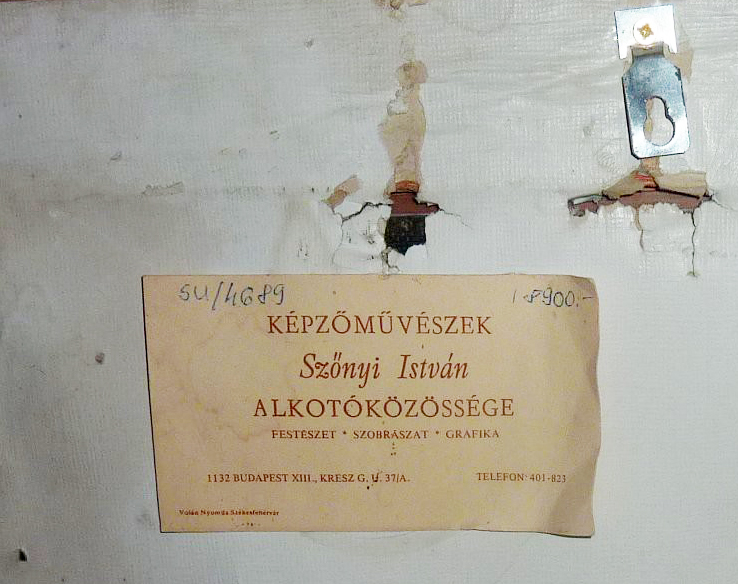 SU/4689 8900.-
KÉPZŐMŰVÉSZEK
Szőnyi István
ALKOTÓKÖZÖSSÉGE
FESTÉSZET * SZOBRÁSZAT * GRAFIKA
1132 BUDAPEST XIII., KRESZ G. U. 37/A. TELEFON: 401-823
Volán Nyomda Székesfehérvár